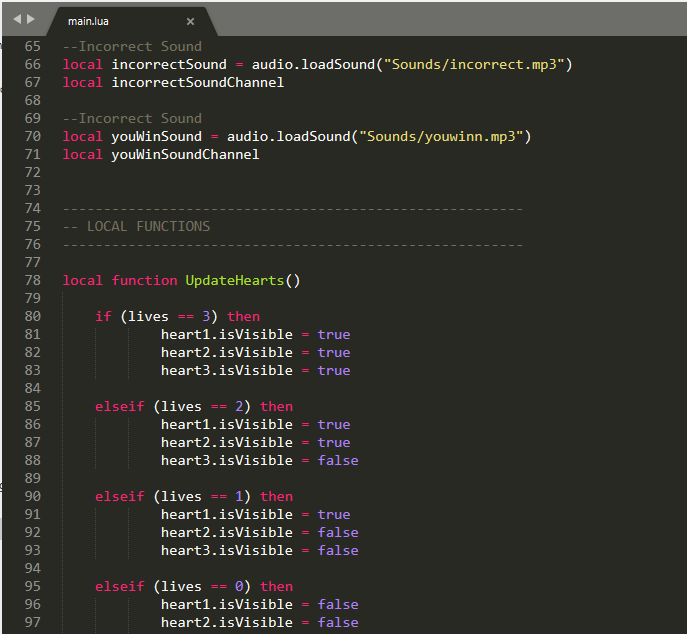 main.lua ×
65 --Incorrect Sound
66 local incorrectSound = audio.loadSound("Sounds/incorrect.mp3")
67 local incorrectSoundChannel
68
69 --Incorrect Sound
70 local youWinSound = audio.loadSound("Sounds/youwinn.mp3")
71 local youWinSoundChannel
72
73
74 --------------------------------------------------------
75 -- LOCAL FUNCTIONS
76 --------------------------------------------------------
77
78 local function UpdateHearts()
79
80     if (lives == 3) then
81             heart1.isVisible = true
82             heart2.isVisible = true
83             heart3.isVisible = true
84
85     elseif (lives == 2) then
86             heart1.isVisible = true
87             heart2.isVisible = true
88             heart3.isVisible = false
89
90     elseif (lives == 1) then
91             heart1.isVisible = true
92             heart2.isVisible = false
93             heart3.isVisible = false
94
95     elseif (lives == 0) then
96             heart1.isVisible = false
97             heart2.isVisible = false